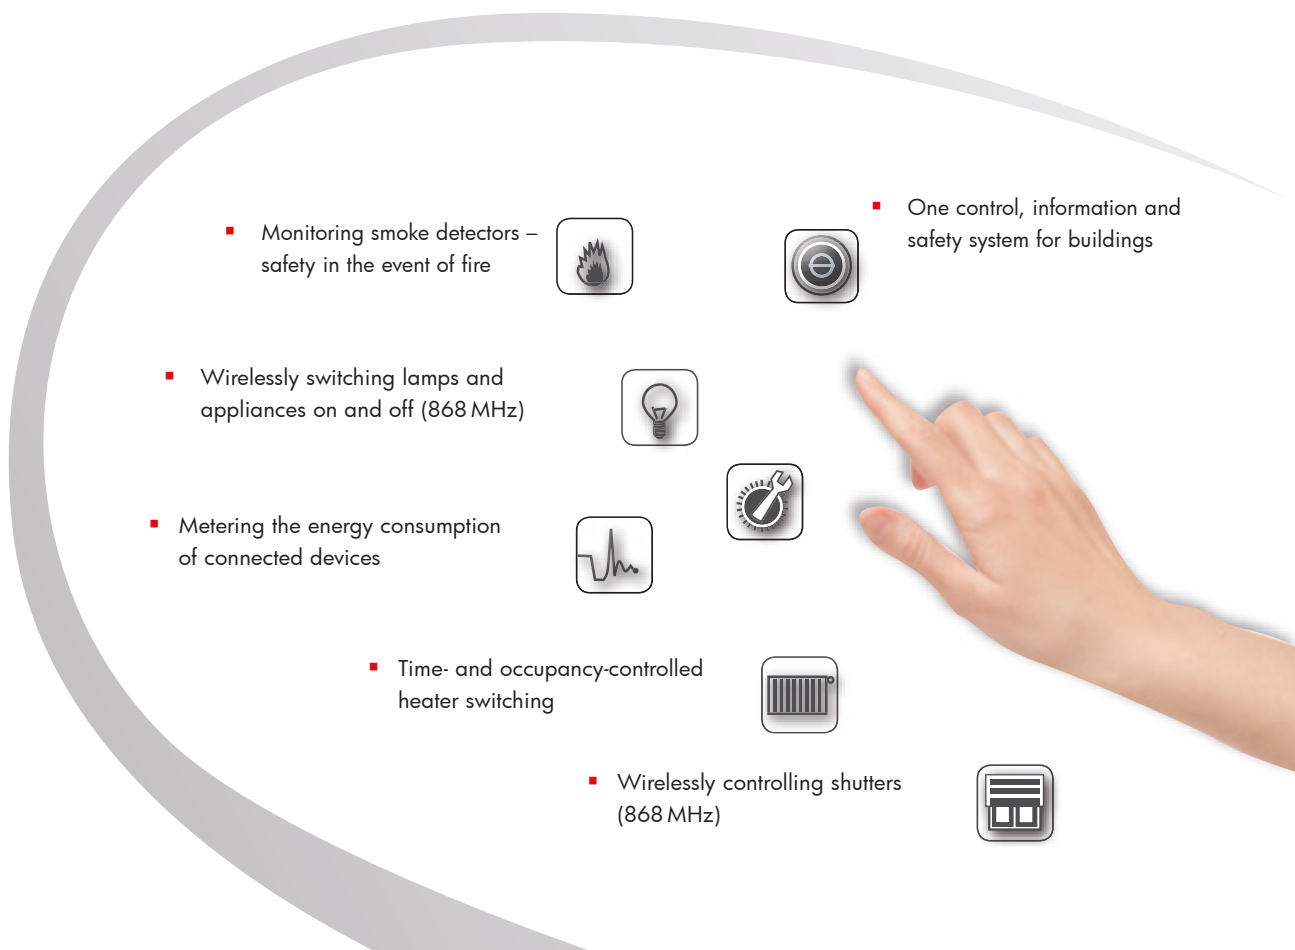 One control, information and
safety system for buildings
Monitoring smoke detectors –
safety in the event of fire
Wirelessly switching lamps and
appliances on and off (868 MHz)
Metering the energy consumption
of connected devices
Time- and occupancy-controlled
heater switching
Wirelessly controlling shutters
(868 MHz)